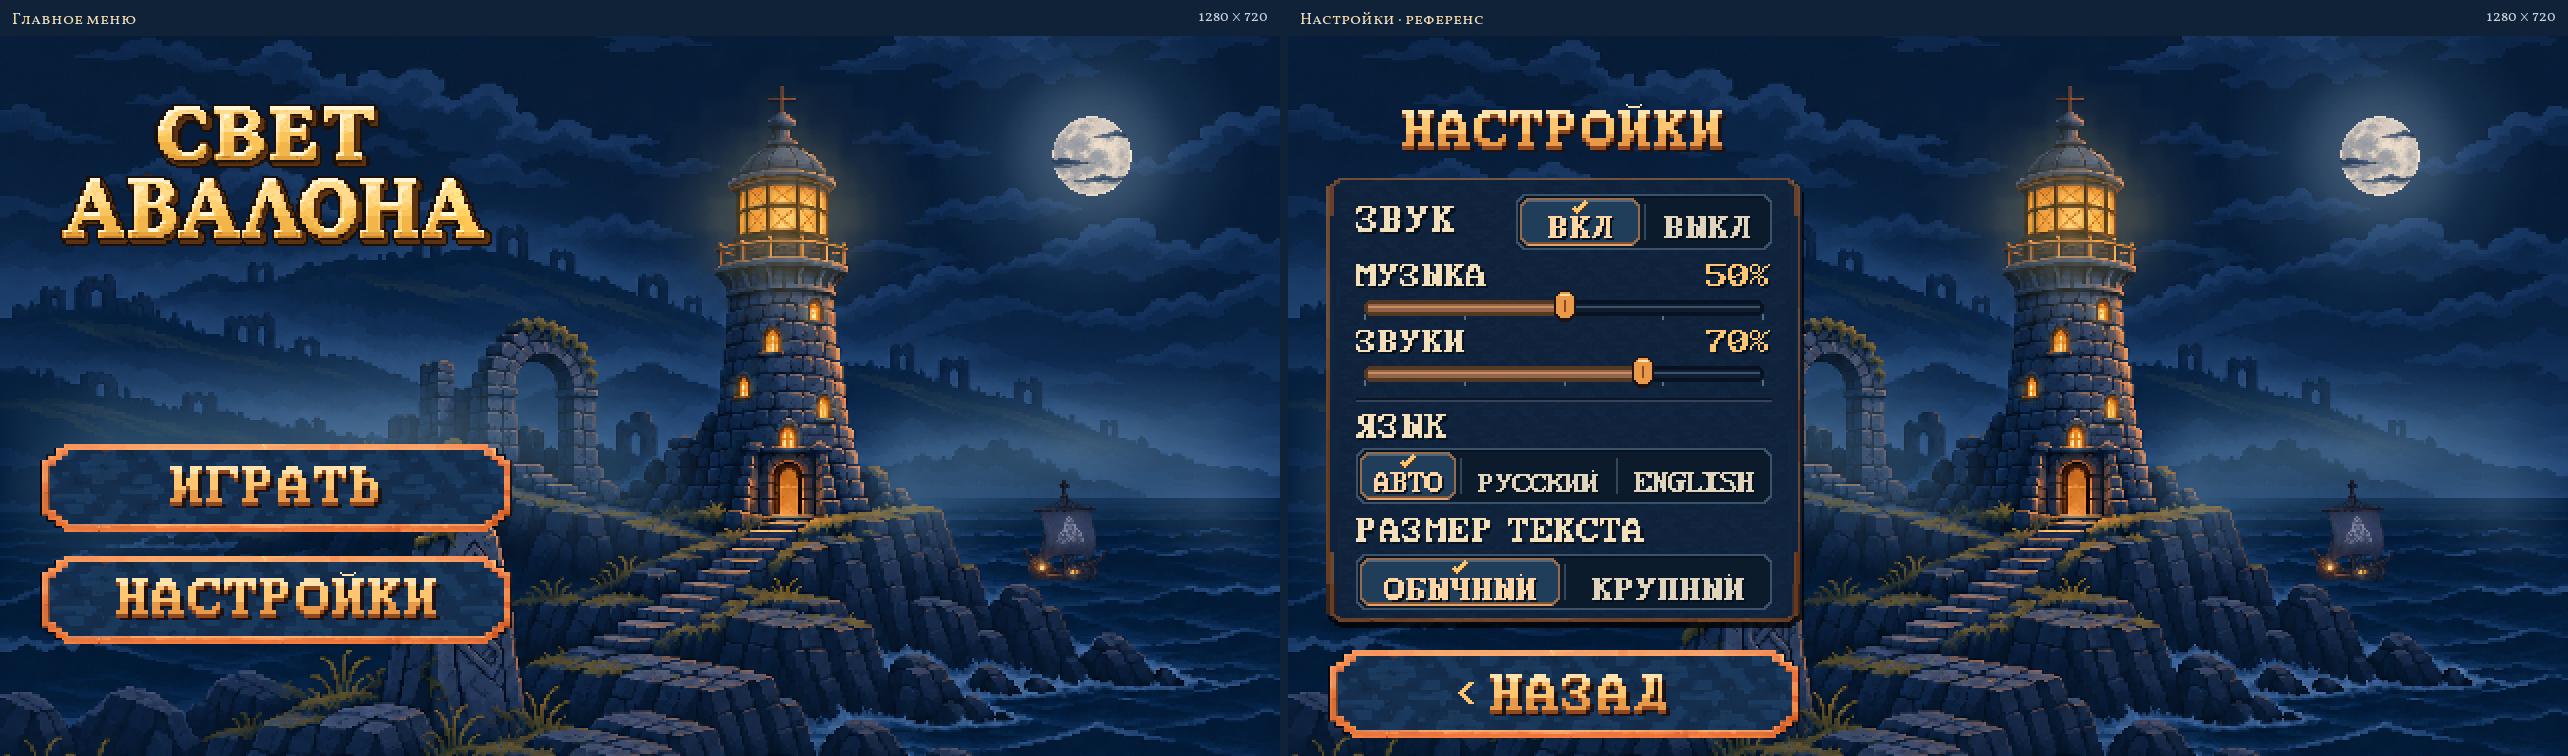 Главное меню
1280 × 720
СВЕТ
АВАЛОНА
ИГРАТЬ
НАСТРОЙКИ
Настройки · референс
1280 × 720
НАСТРОЙКИ
ЗВУК ВКЛ ВЫКЛ
МУЗЫКА 50%
ЗВУКИ 70%
ЯЗЫК
АВТО РУССКИЙ ENGLISH
РАЗМЕР ТЕКСТА
ОБЫЧНЫЙ КРУПНЫЙ
< НАЗАД